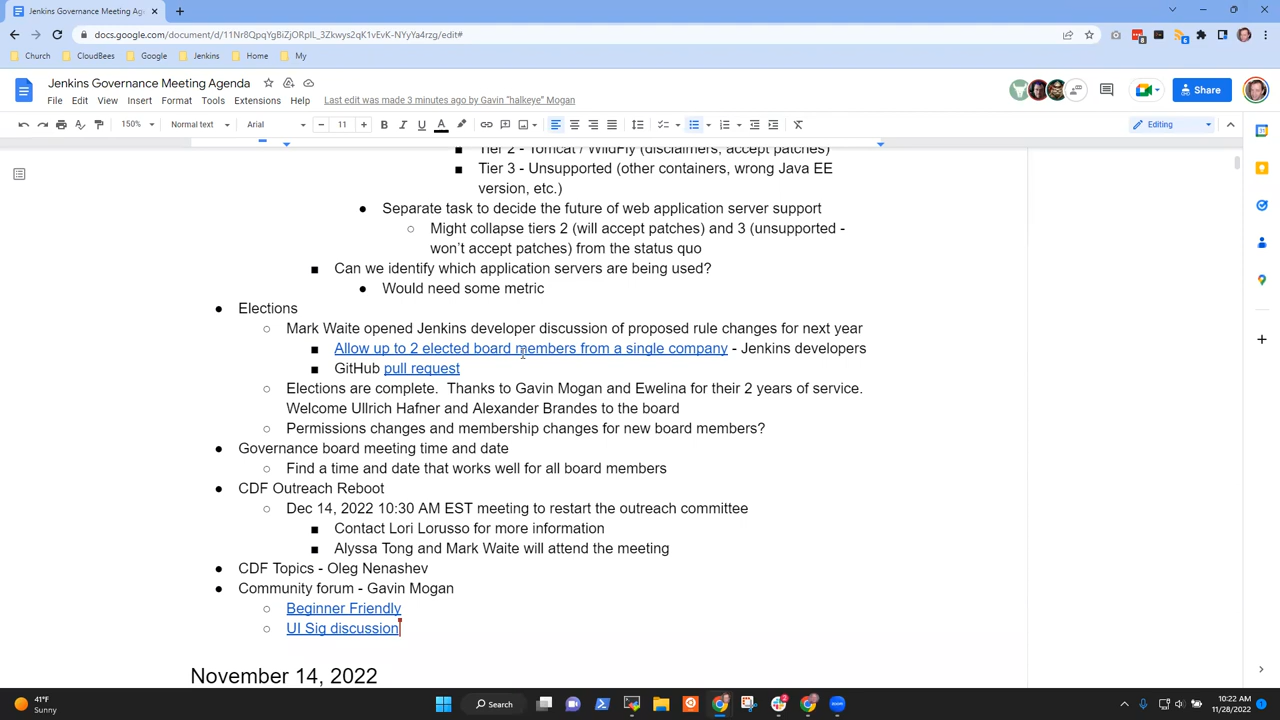 Jenkins Governance Meeting Agenda
docs.google.com/document/d/11Nr8QpqYgBiZjORpIL_3Zkwys2qK1vEvK-NYyYa4rzg/edit#
Church CloudBees Google Jenkins Home My
Jenkins Governance Meeting Agenda
File Edit View Insert Format Tools Extensions Help Last edit was made 3 minutes ago by Gavin "halkeye" Mogan
Share
150% Normal text Arial 11 Editing
Tier 2 - Tomcat / WildFly (disclaimers, accept patches)
Tier 3 - Unsupported (other containers, wrong Java EE
version, etc.)
Separate task to decide the future of web application server support
Might collapse tiers 2 (will accept patches) and 3 (unsupported -
won't accept patches) from the status quo
Can we identify which application servers are being used?
Would need some metric
Elections
Mark Waite opened Jenkins developer discussion of proposed rule changes for next year
Allow up to 2 elected board members from a single company - Jenkins developers
GitHub pull request
Elections are complete.  Thanks to Gavin Mogan and Ewelina for their 2 years of service.
Welcome Ullrich Hafner and Alexander Brandes to the board
Permissions changes and membership changes for new board members?
Governance board meeting time and date
Find a time and date that works well for all board members
CDF Outreach Reboot
Dec 14, 2022 10:30 AM EST meeting to restart the outreach committee
Contact Lori Lorusso for more information
Alyssa Tong and Mark Waite will attend the meeting
CDF Topics - Oleg Nenashev
Community forum - Gavin Mogan
Beginner Friendly
UI Sig discussion
November 14, 2022
41°F
Sunny
Search
10:22 AM
11/28/2022